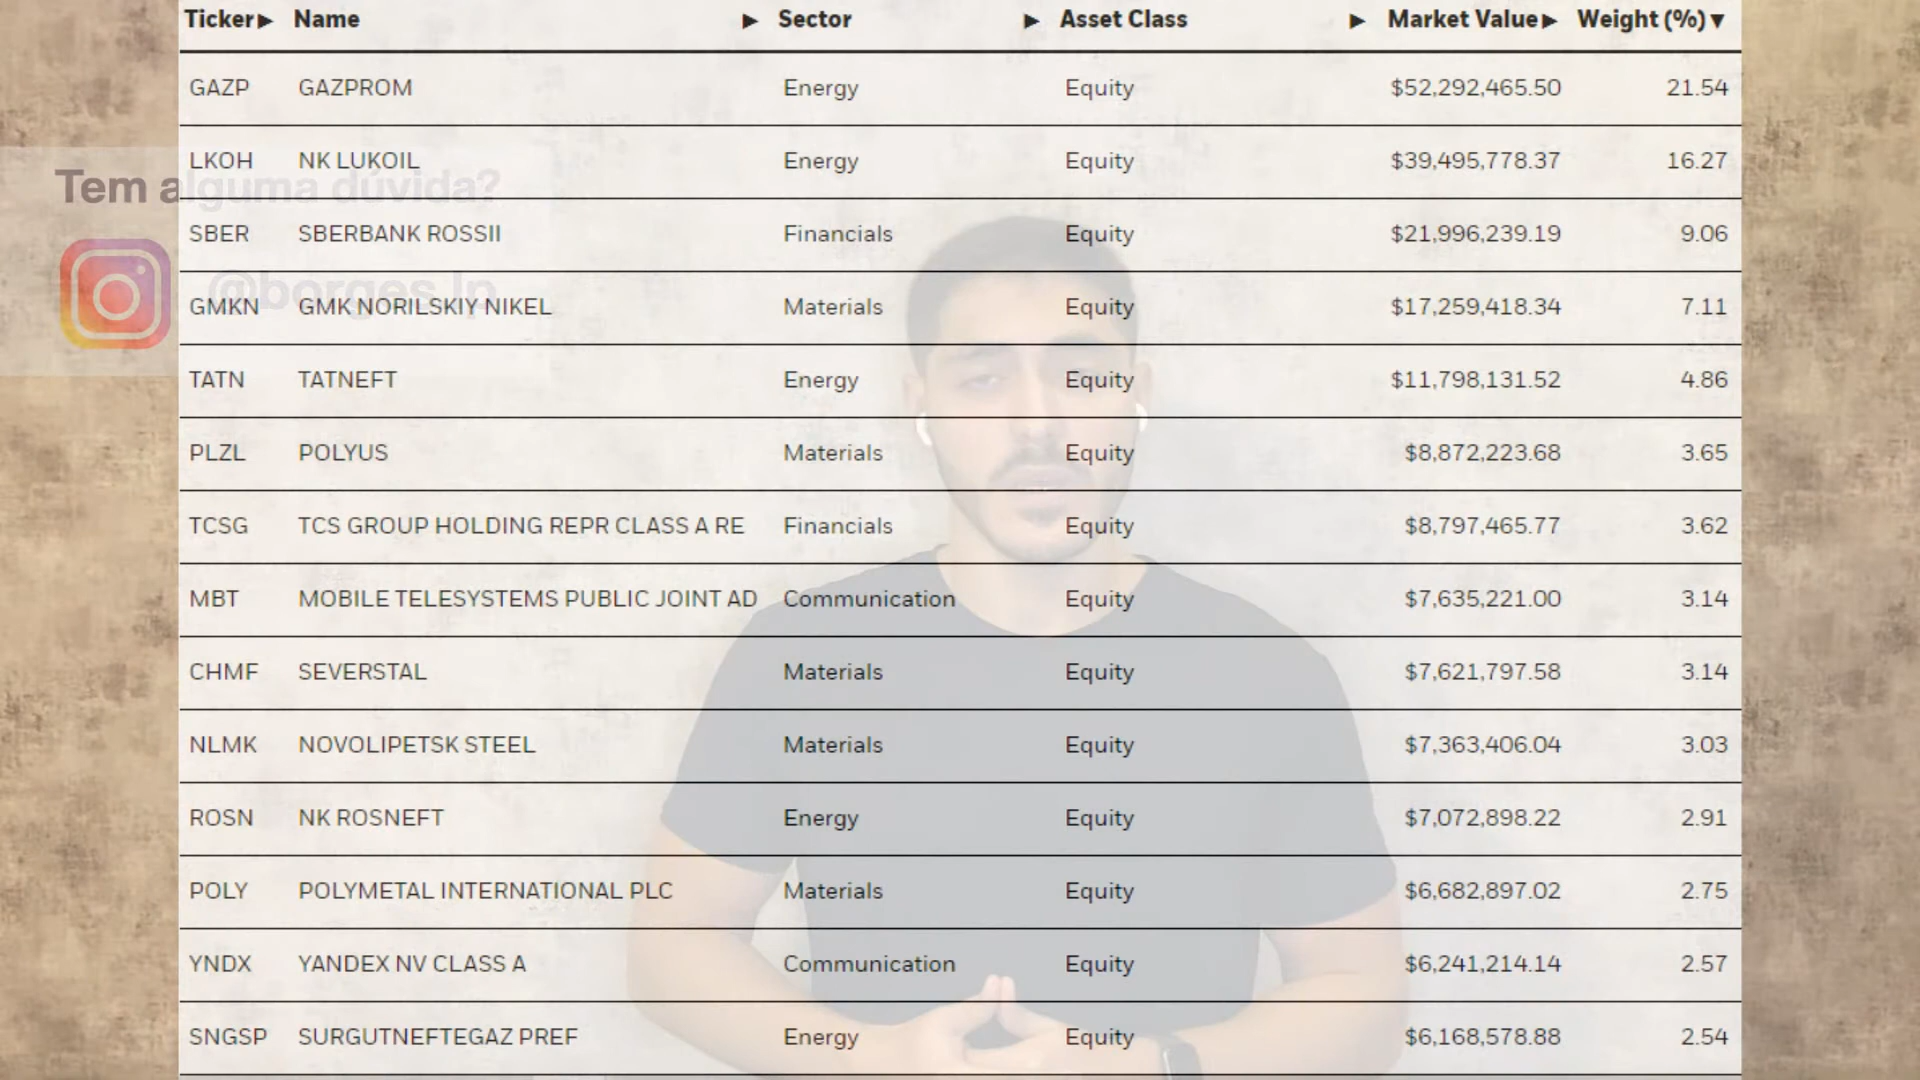 Ticker▶ Name ▶ Sector ▶ Asset Class ▶ Market Value▶ Weight (%)▼
GAZP GAZPROM Energy Equity $52,292,465.50 21.54
LKOH NK LUKOIL Energy Equity $39,495,778.37 16.27
Tem alguma dúvida?
SBER SBERBANK ROSSII Financials Equity $21,996,239.19 9.06
@borges.lp
GMKN GMK NORILSKIY NIKEL Materials Equity $17,259,418.34 7.11
TATN TATNEFT Energy Equity $11,798,131.52 4.86
PLZL POLYUS Materials Equity $8,872,223.68 3.65
TCSG TCS GROUP HOLDING REPR CLASS A RE Financials Equity $8,797,465.77 3.62
MBT MOBILE TELESYSTEMS PUBLIC JOINT AD Communication Equity $7,635,221.00 3.14
CHMF SEVERSTAL Materials Equity $7,621,797.58 3.14
NLMK NOVOLIPETSK STEEL Materials Equity $7,363,406.04 3.03
ROSN NK ROSNEFT Energy Equity $7,072,898.22 2.91
POLY POLYMETAL INTERNATIONAL PLC Materials Equity $6,682,897.02 2.75
YNDX YANDEX NV CLASS A Communication Equity $6,241,214.14 2.57
SNGSP SURGUTNEFTEGAZ PREF Energy Equity $6,168,578.88 2.54